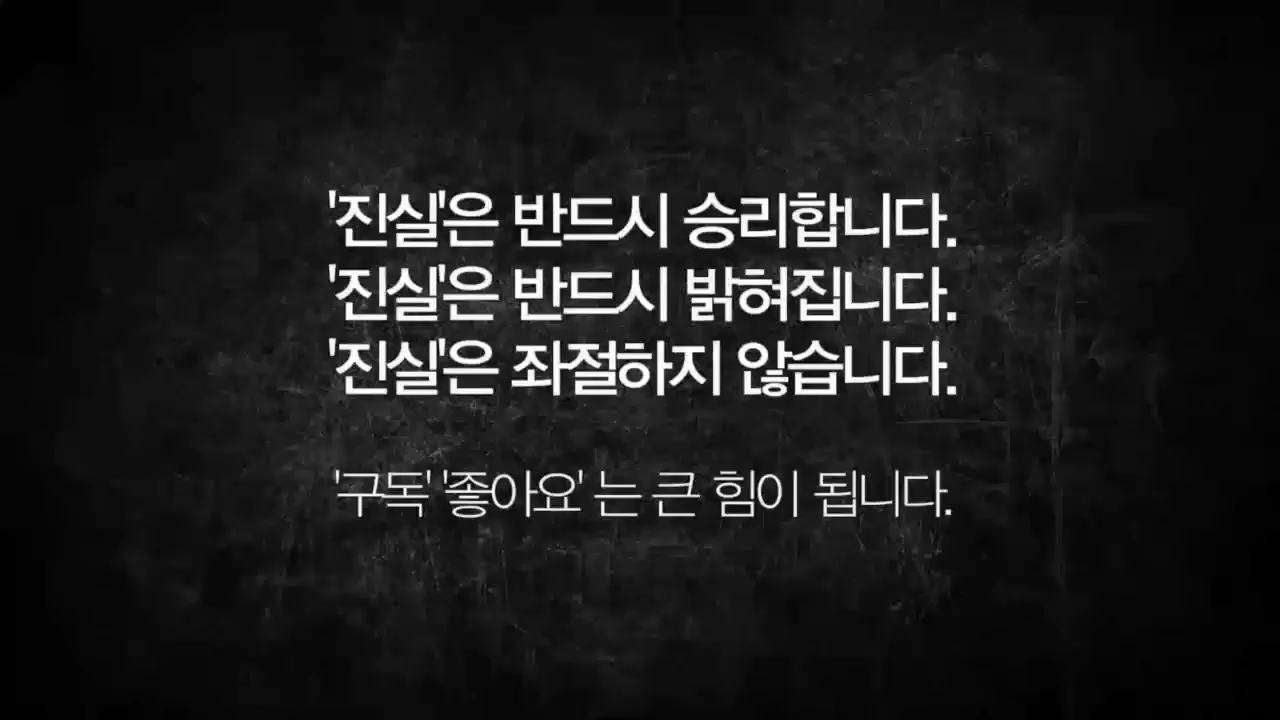 '진실'은 반드시 승리합니다.
'진실'은 반드시 밝혀집니다.
'진실'은 좌절하지 않습니다.
'구독' '좋아요' 는 큰 힘이 됩니다.